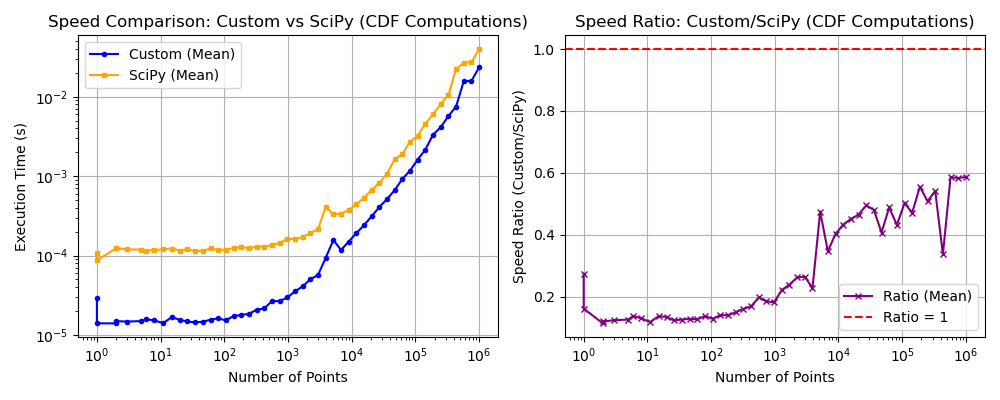 Speed Comparison: Custom vs SciPy (CDF Computations)
Custom (Mean)
SciPy (Mean)
Execution Time (s)
10⁻²
10⁻³
10⁻⁴
10⁻⁵
10⁰ 10¹ 10² 10³ 10⁴ 10⁵ 10⁶
Number of Points
Speed Ratio: Custom/SciPy (CDF Computations)
Speed Ratio (Custom/SciPy)
1.0
0.8
0.6
0.4
0.2
Ratio (Mean)
Ratio = 1
10⁰ 10¹ 10² 10³ 10⁴ 10⁵ 10⁶
Number of Points